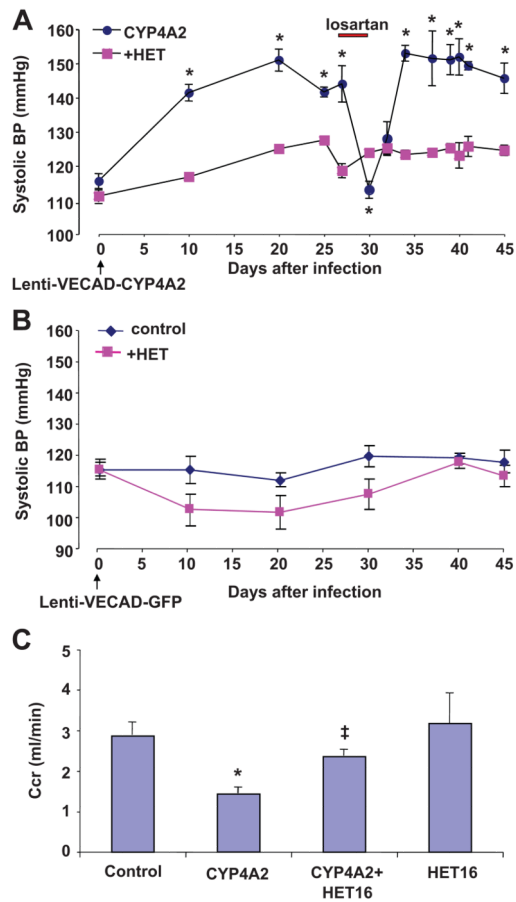 A
CYP4A2
+HET
losartan
* * * * * * * * * * *
Systolic BP (mmHg)
160
150
140
130
120
110
100
0 5 10 15 20 25 30 35 40 45
Days after infection
Lenti-VECAD-CYP4A2
B
control
+HET
Systolic BP (mmHg)
160
150
140
130
120
110
100
90
0 5 10 15 20 25 30 35 40 45
Days after infection
Lenti-VECAD-GFP
C
Ccr (ml/min)
5
4
3
2
1
0
* ‡
Control CYP4A2 CYP4A2+ HET16
HET16